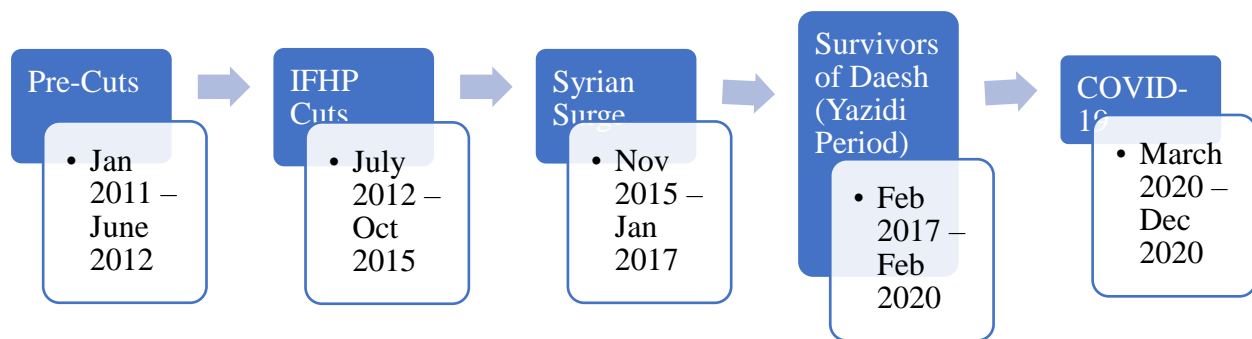 Pre-Cuts
• Jan
2011 –
June
2012
IFHP
Cuts
• July
2012 –
Oct
2015
Syrian
Surge
• Nov
2015 –
Jan
2017
Survivors
of Daesh
(Yazidi
Period)
• Feb
2017 –
Feb
2020
COVID-
19
• March
2020 –
Dec
2020